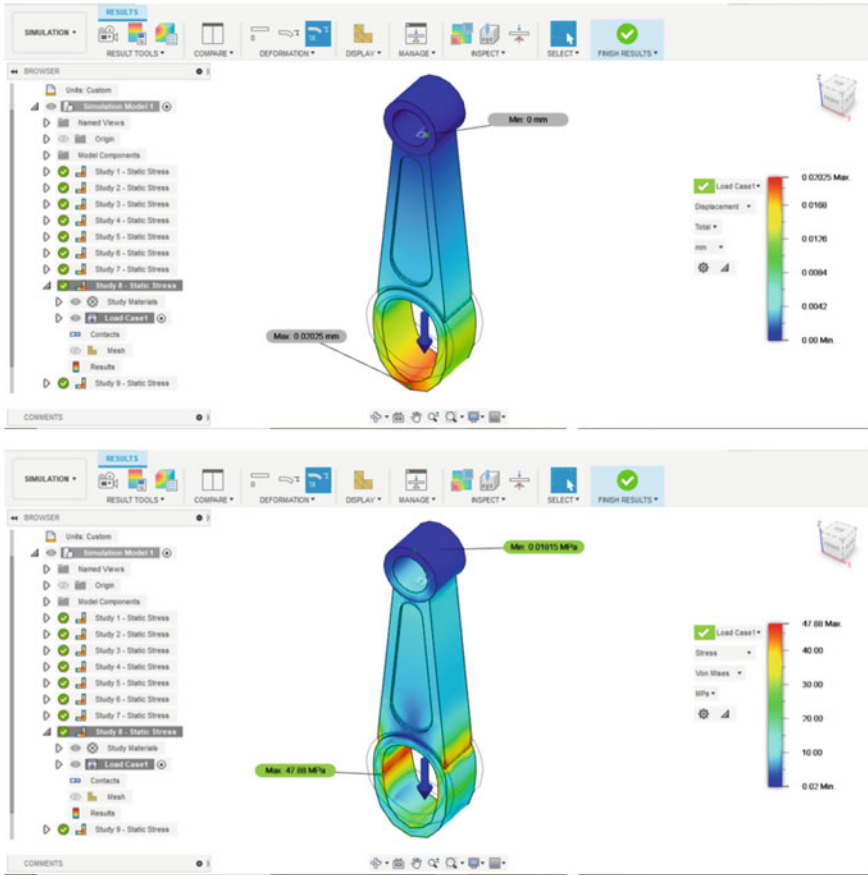 RESULTS
SIMULATION
RESULT TOOLS
COMPARE
DEFORMATION
DISPLAY
MANAGE
INSPECT
SELECT
FINISH RESULTS
BROWSER
Units: Custom
Simulation Model 1
Named Views
Origin
Model Components
Study 1 - Static Stress
Study 2 - Static Stress
Study 3 - Static Stress
Study 4 - Static Stress
Study 5 - Static Stress
Study 6 - Static Stress
Study 7 - Static Stress
Study 8 - Static Stress
Study Materials
Load Case1
Contacts
Mesh
Results
Study 9 - Static Stress
COMMENTS
Min: 0 mm
Max: 0.02025 mm
Z
X
Load Case1
Displacement
Total
mm
0.02025 Max.
0.0168
0.0126
0.0084
0.0042
0.00 Min.
RESULTS
SIMULATION
RESULT TOOLS
COMPARE
DEFORMATION
DISPLAY
MANAGE
INSPECT
SELECT
FINISH RESULTS
BROWSER
Units: Custom
Simulation Model 1
Named Views
Origin
Model Components
Study 1 - Static Stress
Study 2 - Static Stress
Study 3 - Static Stress
Study 4 - Static Stress
Study 5 - Static Stress
Study 6 - Static Stress
Study 7 - Static Stress
Study 8 - Static Stress
Study Materials
Load Case1
Contacts
Mesh
Results
Study 9 - Static Stress
COMMENTS
Min: 0.01815 MPa
Max: 47.88 MPa
Z
X
Load Case1
Stress
Von Mises
MPa
47.88 Max.
40.00
30.00
20.00
10.00
0.02 Min.